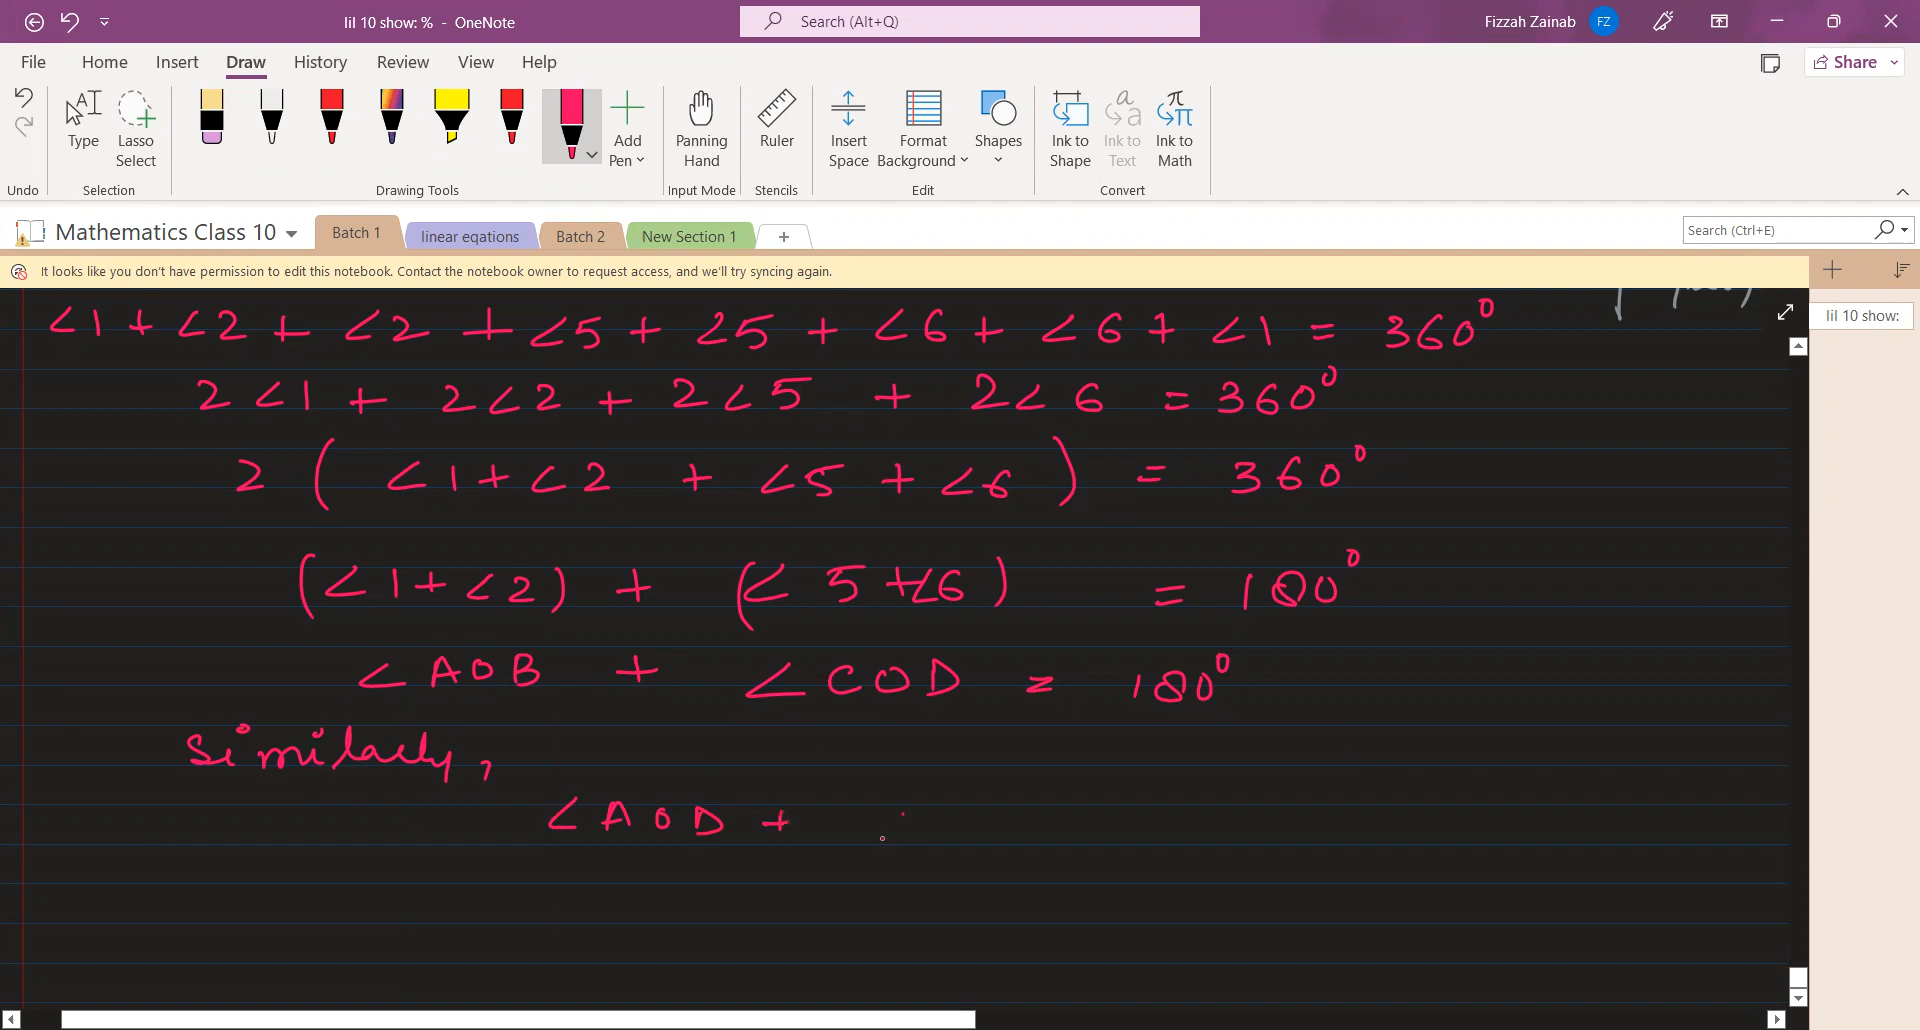 lil 10 show: % - OneNote
Search (Alt+Q)
Fizzah Zainab
FZ
File Home Insert Draw History Review View Help
Share
Type
Lasso Select
Add Pen
Panning Hand
Ruler
Insert Space
Format Background
Shapes
Ink to Shape
Ink to Text
Ink to Math
Undo Selection Drawing Tools Input Mode Stencils Edit Convert
Mathematics Class 10
Batch 1 linear eqations Batch 2 New Section 1 +
Search (Ctrl+E)
It looks like you don't have permission to edit this notebook. Contact the notebook owner to request access, and we'll try syncing again.
lil 10 show:
∠1 + ∠2 + ∠2 + ∠5 + ∠5 + ∠6 + ∠6 + ∠1 = 360°
2∠1 + 2∠2 + 2∠5 + 2∠6 = 360°
2 ( ∠1 + ∠2 + ∠5 + ∠6 ) = 360°
(∠1 + ∠2) + (∠5 + ∠6) = 180°
∠AOB + ∠COD = 180°
Similarly,
∠AOD +